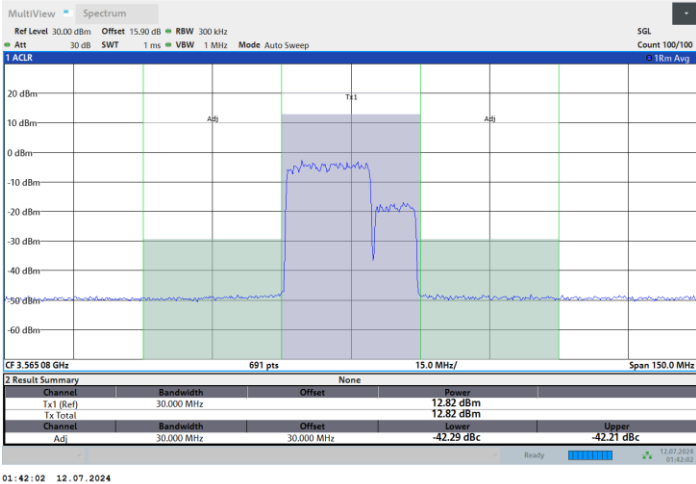 MultiView Spectrum
Ref Level 30.00 dBm Offset 15.90 dB RBW 300 kHz SGL
Att 30 dB SWT 1 ms VBW 1 MHz Mode Auto Sweep Count 100/100
1 ACLR 1Rm Avg
20 dBm
Tx1
10 dBm
Adj Adj
0 dBm
-10 dBm
-20 dBm
-30 dBm
-40 dBm
-50 dBm
-60 dBm
CF 3.565 08 GHz 691 pts 15.0 MHz/ Span 150.0 MHz
2 Result Summary None
Channel Bandwidth Offset Power
Tx1 (Ref) 30.000 MHz 12.82 dBm
Tx Total 12.82 dBm
Channel Bandwidth Offset Lower Upper
Adj 30.000 MHz 30.000 MHz -42.29 dBc -42.21 dBc
Ready 12.07.2024
01:42:02
01:42:02 12.07.2024